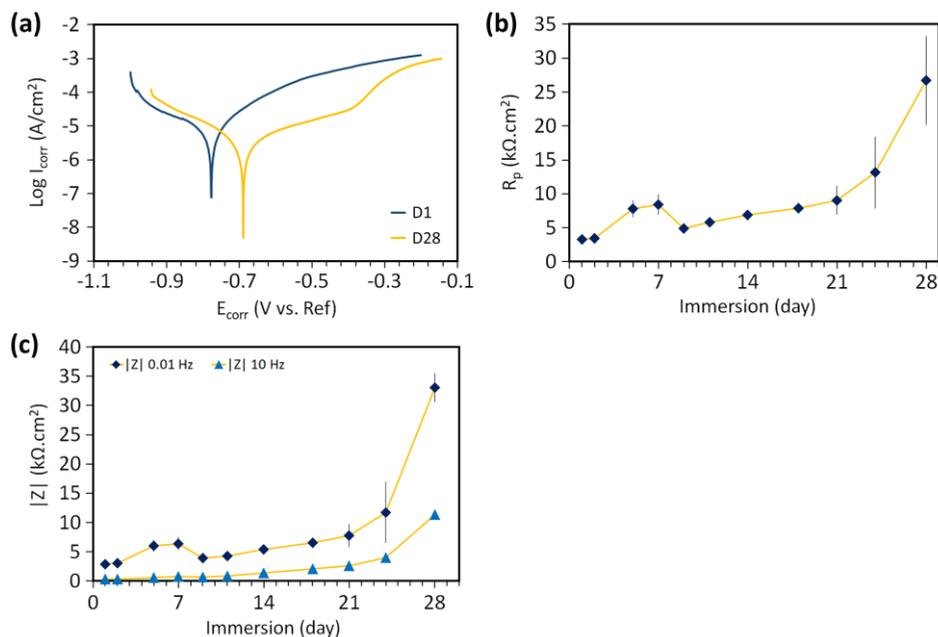 (a)
-2
-3
-4
-5
-6
-7
-8
-9
Log I_corr (A/cm²)
D1
D28
-1.1 -0.9 -0.7 -0.5 -0.3 -0.1
E_corr (V vs. Ref)
(b)
35
30
25
20
15
10
5
0
R_p (kΩ.cm²)
0 7 14 21 28
Immersion (day)
(c)
40
35
30
25
20
15
10
5
0
|Z| (kΩ.cm²)
|Z| 0.01 Hz |Z| 10 Hz
0 7 14 21 28
Immersion (day)